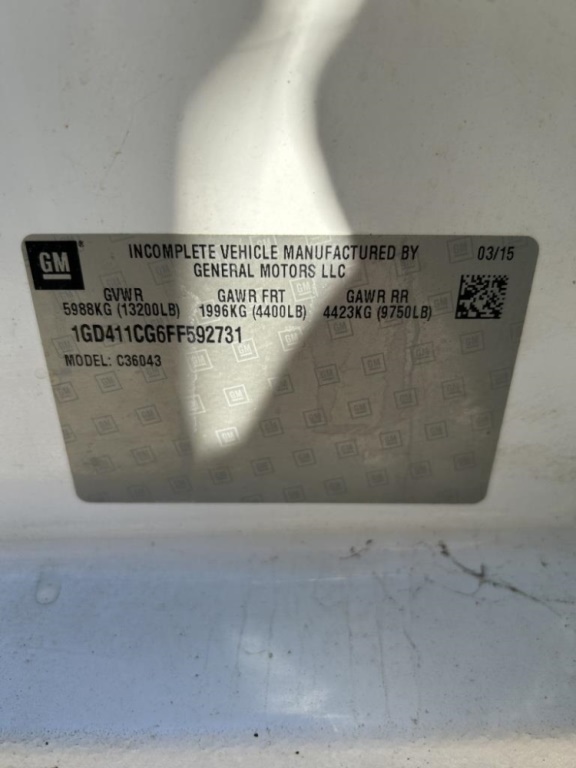 GM ® INCOMPLETE VEHICLE MANUFACTURED BY 03/15
GENERAL MOTORS LLC
GVWR GAWR FRT GAWR RR
5988KG (13200LB) 1996KG (4400LB) 4423KG (9750LB)
1GD411CG6FF592731
MODEL: C36043